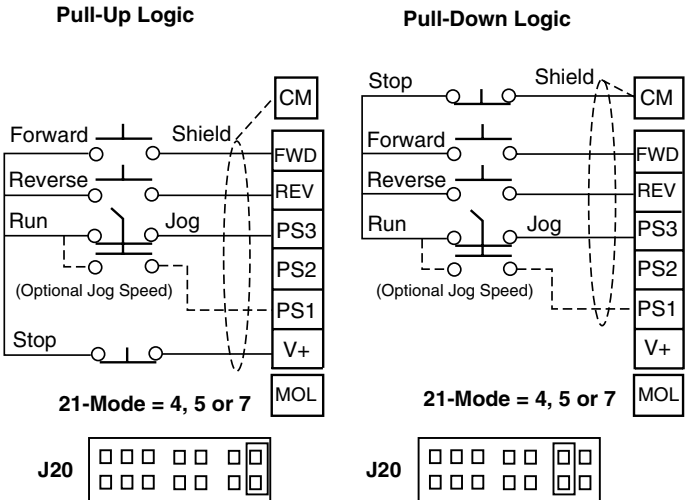 Pull-Up Logic
CM
Forward
Shield
FWD
Reverse
REV
Run
Jog
PS3
PS2
(Optional Jog Speed)
PS1
Stop
V+
21-Mode = 4, 5 or 7
MOL
J20
Pull-Down Logic
Stop
Shield
CM
Forward
FWD
Reverse
REV
Run
Jog
PS3
PS2
(Optional Jog Speed)
PS1
V+
21-Mode = 4, 5 or 7
MOL
J20